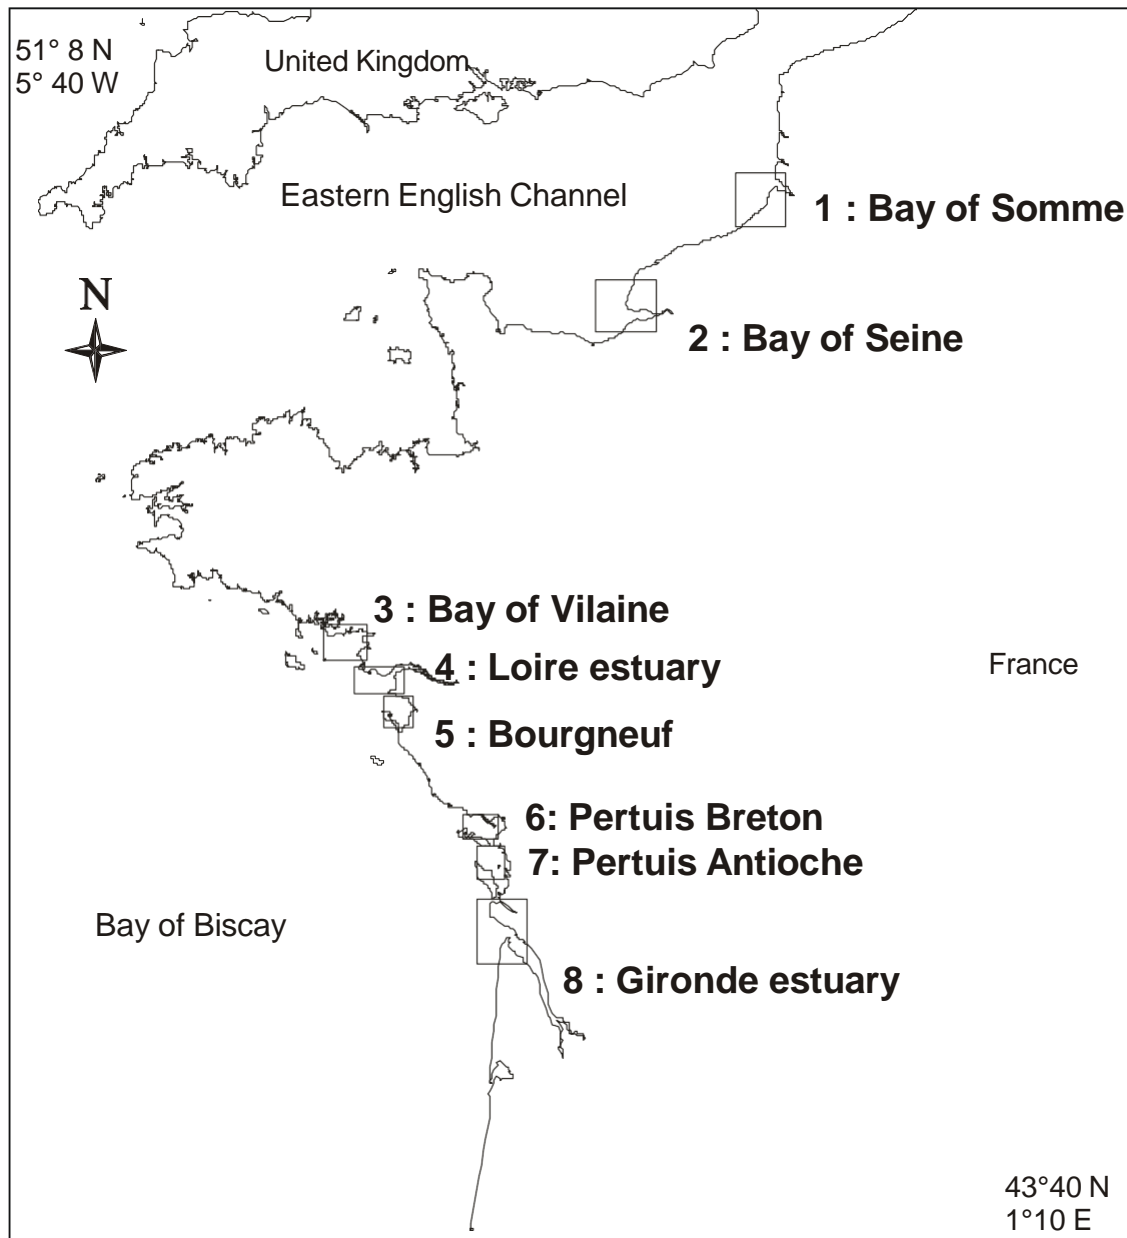 51° 8 N
5° 40 W
United Kingdom
Eastern English Channel
1 : Bay of Somme
N
2 : Bay of Seine
3 : Bay of Vilaine
4 : Loire estuary
France
5 : Bourgneuf
6: Pertuis Breton
7: Pertuis Antioche
Bay of Biscay
8 : Gironde estuary
43°40 N
1°10 E